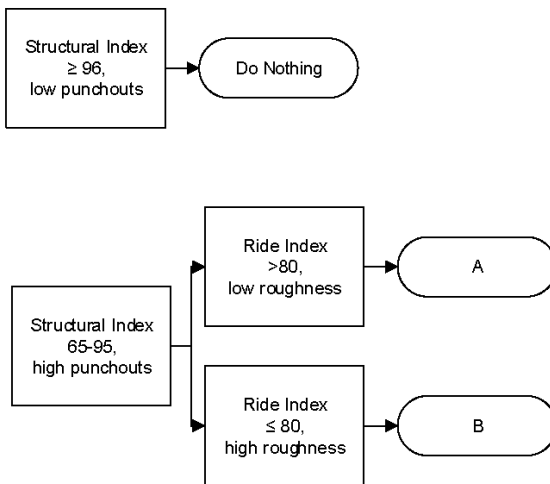 Structural Index
≥ 96,
low punchouts
Do Nothing
Ride Index
>80,
low roughness
A
Structural Index
65-95,
high punchouts
Ride Index
≤ 80,
high roughness
B